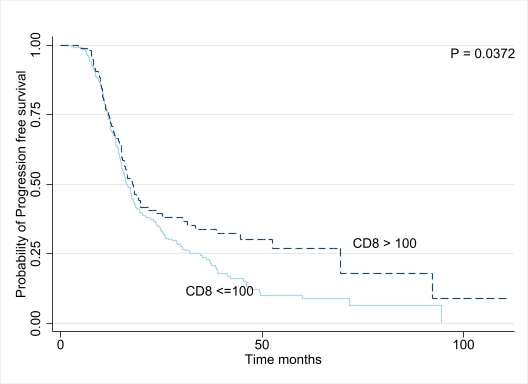 P = 0.0372
Probability of Progression free survival
1.00
0.75
0.50
0.25
0.00
CD8 > 100
CD8 <=100
0 50 100
Time months